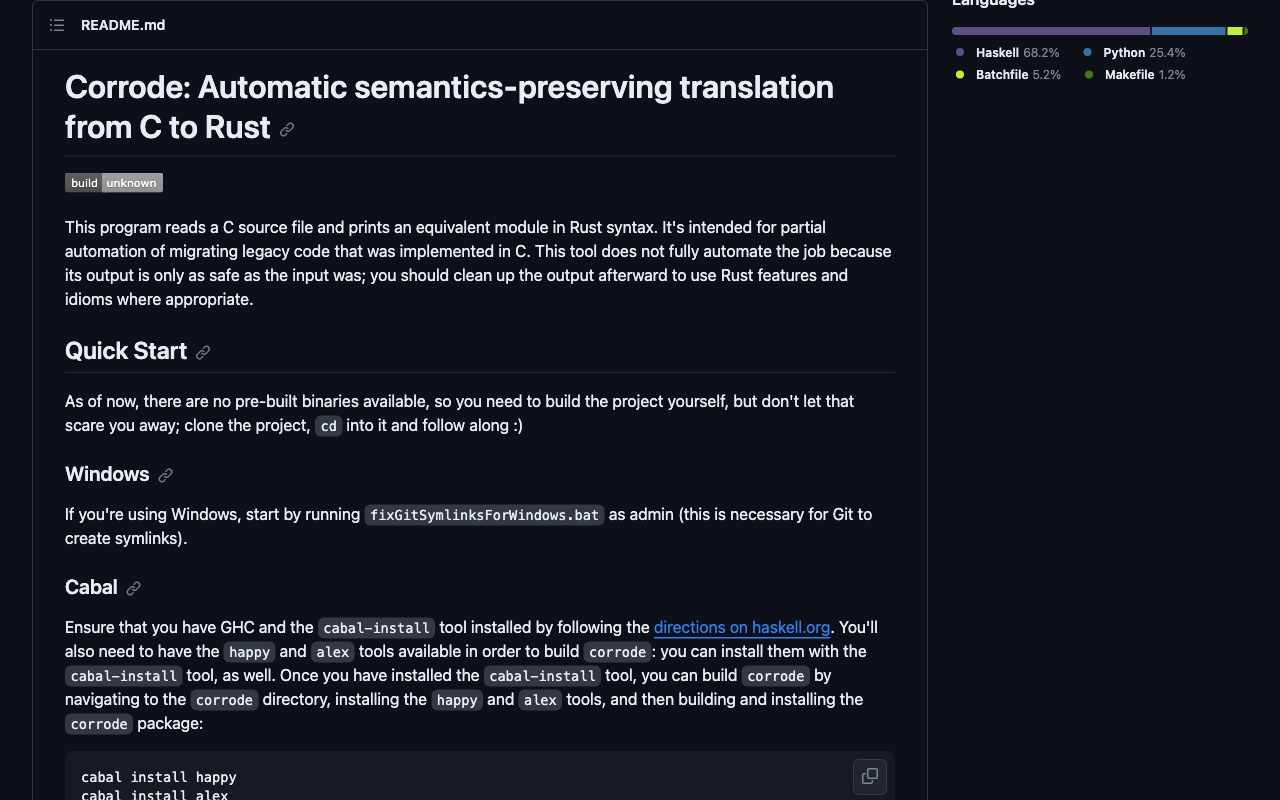 README.md
Corrode: Automatic semantics-preserving translation
from C to Rust
build unknown
This program reads a C source file and prints an equivalent module in Rust syntax. It's intended for partial
automation of migrating legacy code that was implemented in C. This tool does not fully automate the job because
its output is only as safe as the input was; you should clean up the output afterward to use Rust features and
idioms where appropriate.
Quick Start
As of now, there are no pre-built binaries available, so you need to build the project yourself, but don't let that
scare you away; clone the project, cd into it and follow along :)
Windows
If you're using Windows, start by running fixGitSymlinksForWindows.bat as admin (this is necessary for Git to
create symlinks).
Cabal
Ensure that you have GHC and the cabal-install tool installed by following the directions on haskell.org. You'll
also need to have the happy and alex tools available in order to build corrode: you can install them with the
cabal-install tool, as well. Once you have installed the cabal-install tool, you can build corrode by
navigating to the corrode directory, installing the happy and alex tools, and then building and installing the
corrode package:
cabal install happy
cabal install alex
Languages
Haskell 68.2% Python 25.4%
Batchfile 5.2% Makefile 1.2%